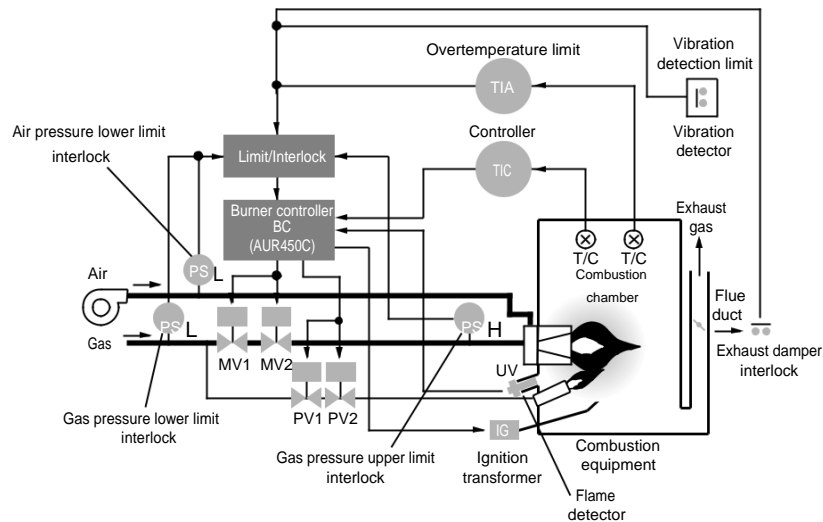 Overtemperature limit
Vibration
detection limit
TIA
Air pressure lower limit
interlock
Controller
Vibration
detector
Limit/Interlock
TIC
Burner controller
BC
(AUR450C)
Exhaust
gas
PS L
T/C T/C
Combustion
chamber
Air
Flue
duct
PS L
PS H
Gas
MV1 MV2
Exhaust damper
interlock
UV
PV1 PV2
Gas pressure lower limit
interlock
IG
Gas pressure upper limit
interlock
Ignition
transformer
Combustion
equipment
Flame
detector